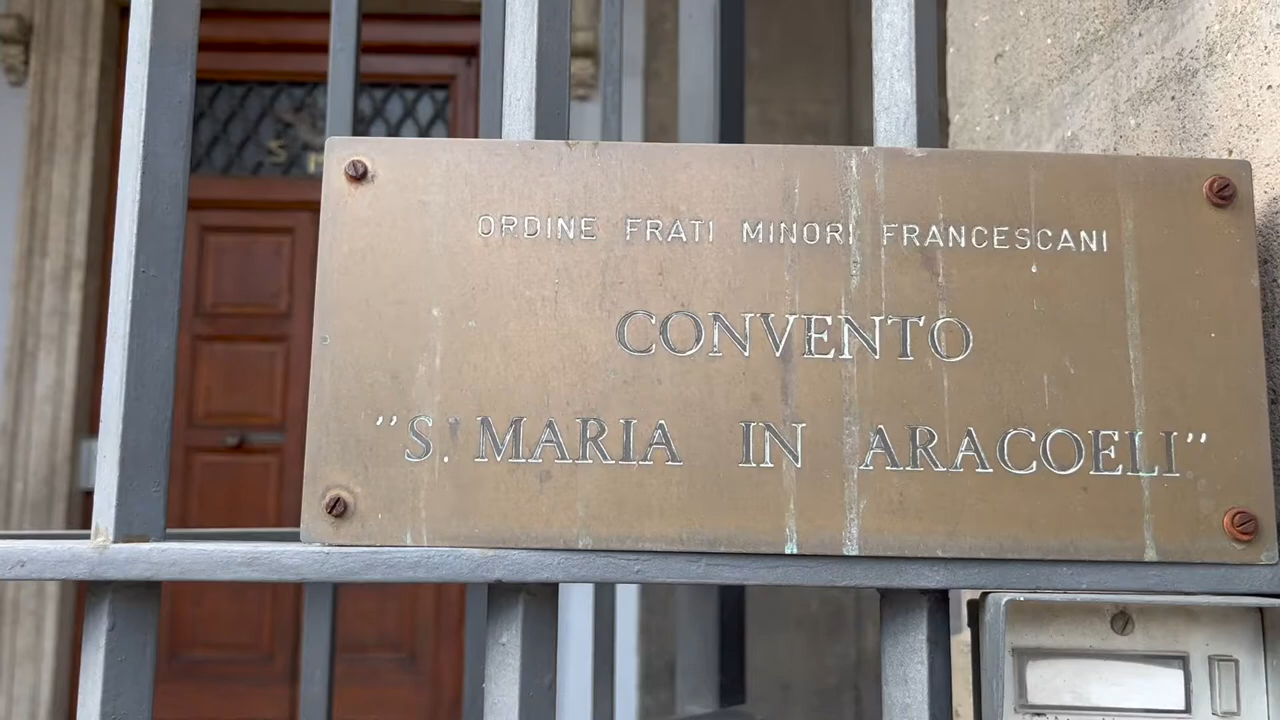 ORDINE FRATI MINORI FRANCESCANI
CONVENTO
"S. MARIA IN ARACOELI"